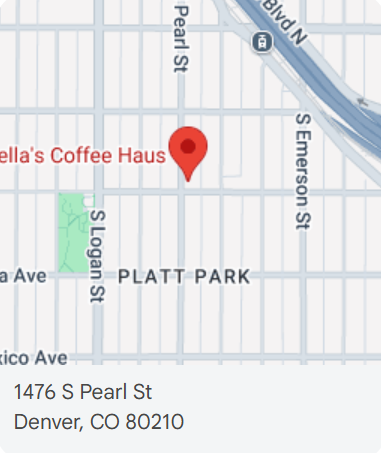 Blvd N
Pearl St
ella's Coffee Haus
S Emerson St
S Logan St
a Ave
PLATT PARK
xico Ave
1476 S Pearl St
Denver, CO 80210